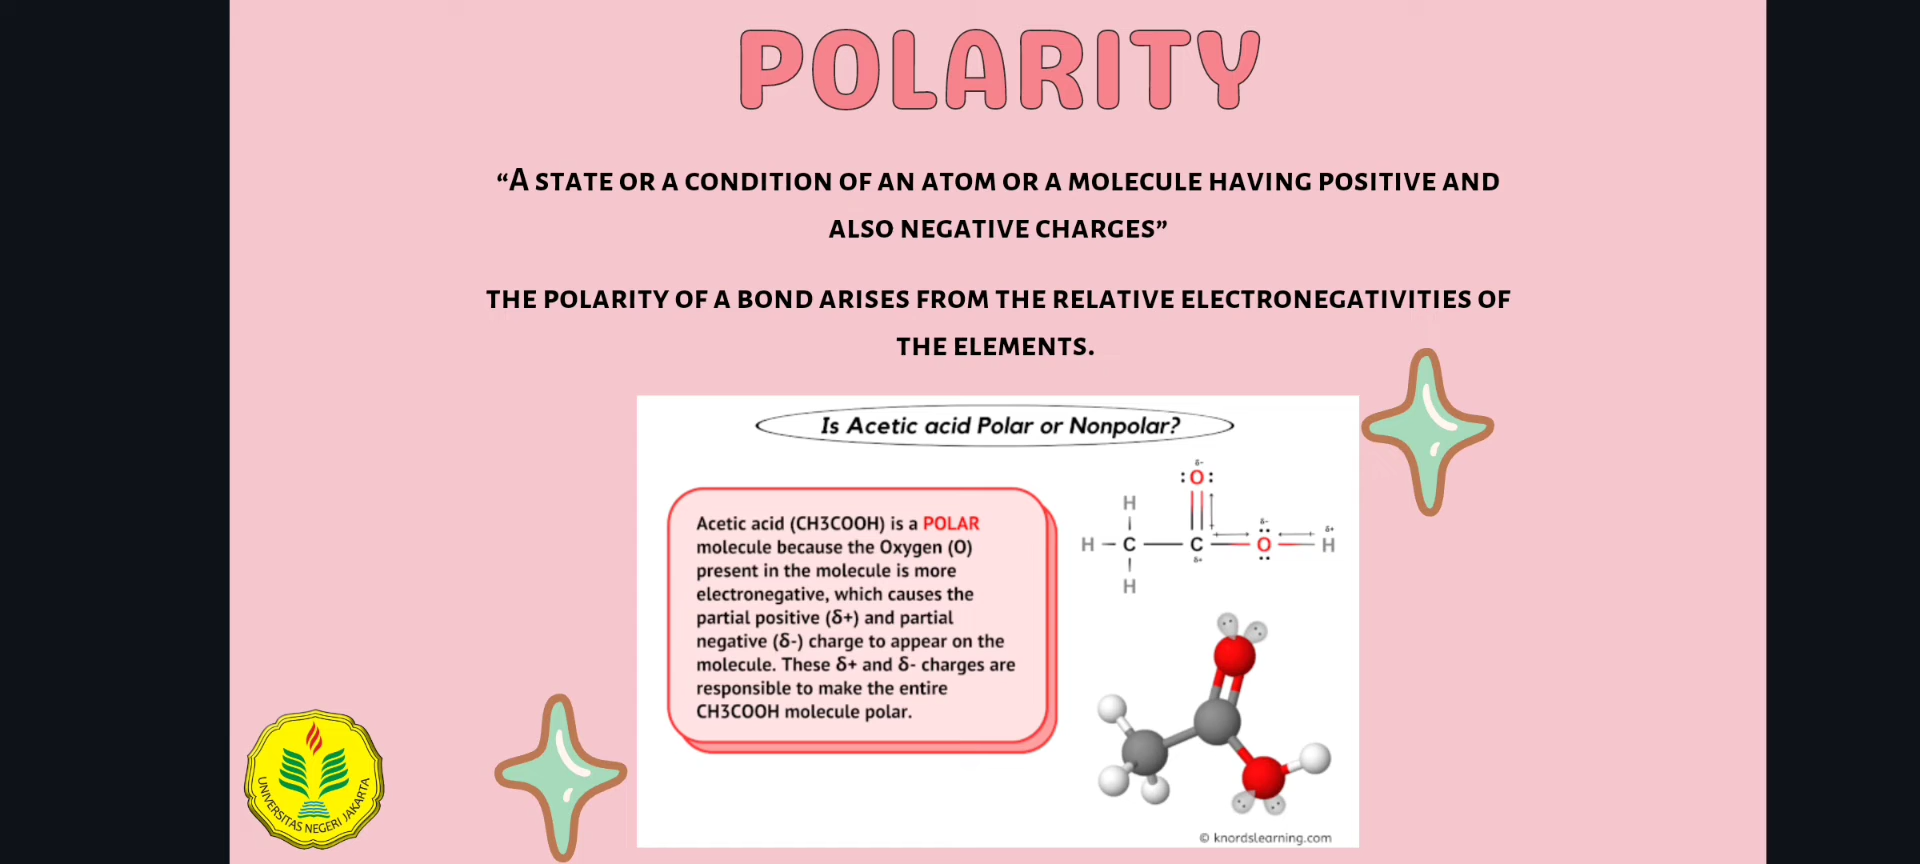 POLARITY
“A STATE OR A CONDITION OF AN ATOM OR A MOLECULE HAVING POSITIVE AND
ALSO NEGATIVE CHARGES”
THE POLARITY OF A BOND ARISES FROM THE RELATIVE ELECTRONEGATIVITIES OF
THE ELEMENTS.
Is Acetic acid Polar or Nonpolar?
Acetic acid (CH3COOH) is a POLAR
molecule because the Oxygen (O)
present in the molecule is more
electronegative, which causes the
partial positive (δ+) and partial
negative (δ-) charge to appear on the
molecule. These δ+ and δ- charges are
responsible to make the entire
CH3COOH molecule polar.
δ-
:O:
H
δ- δ+
H C C O H
δ+
H
© knordslearning.com
UNIVERSITAS NEGERI JAKARTA